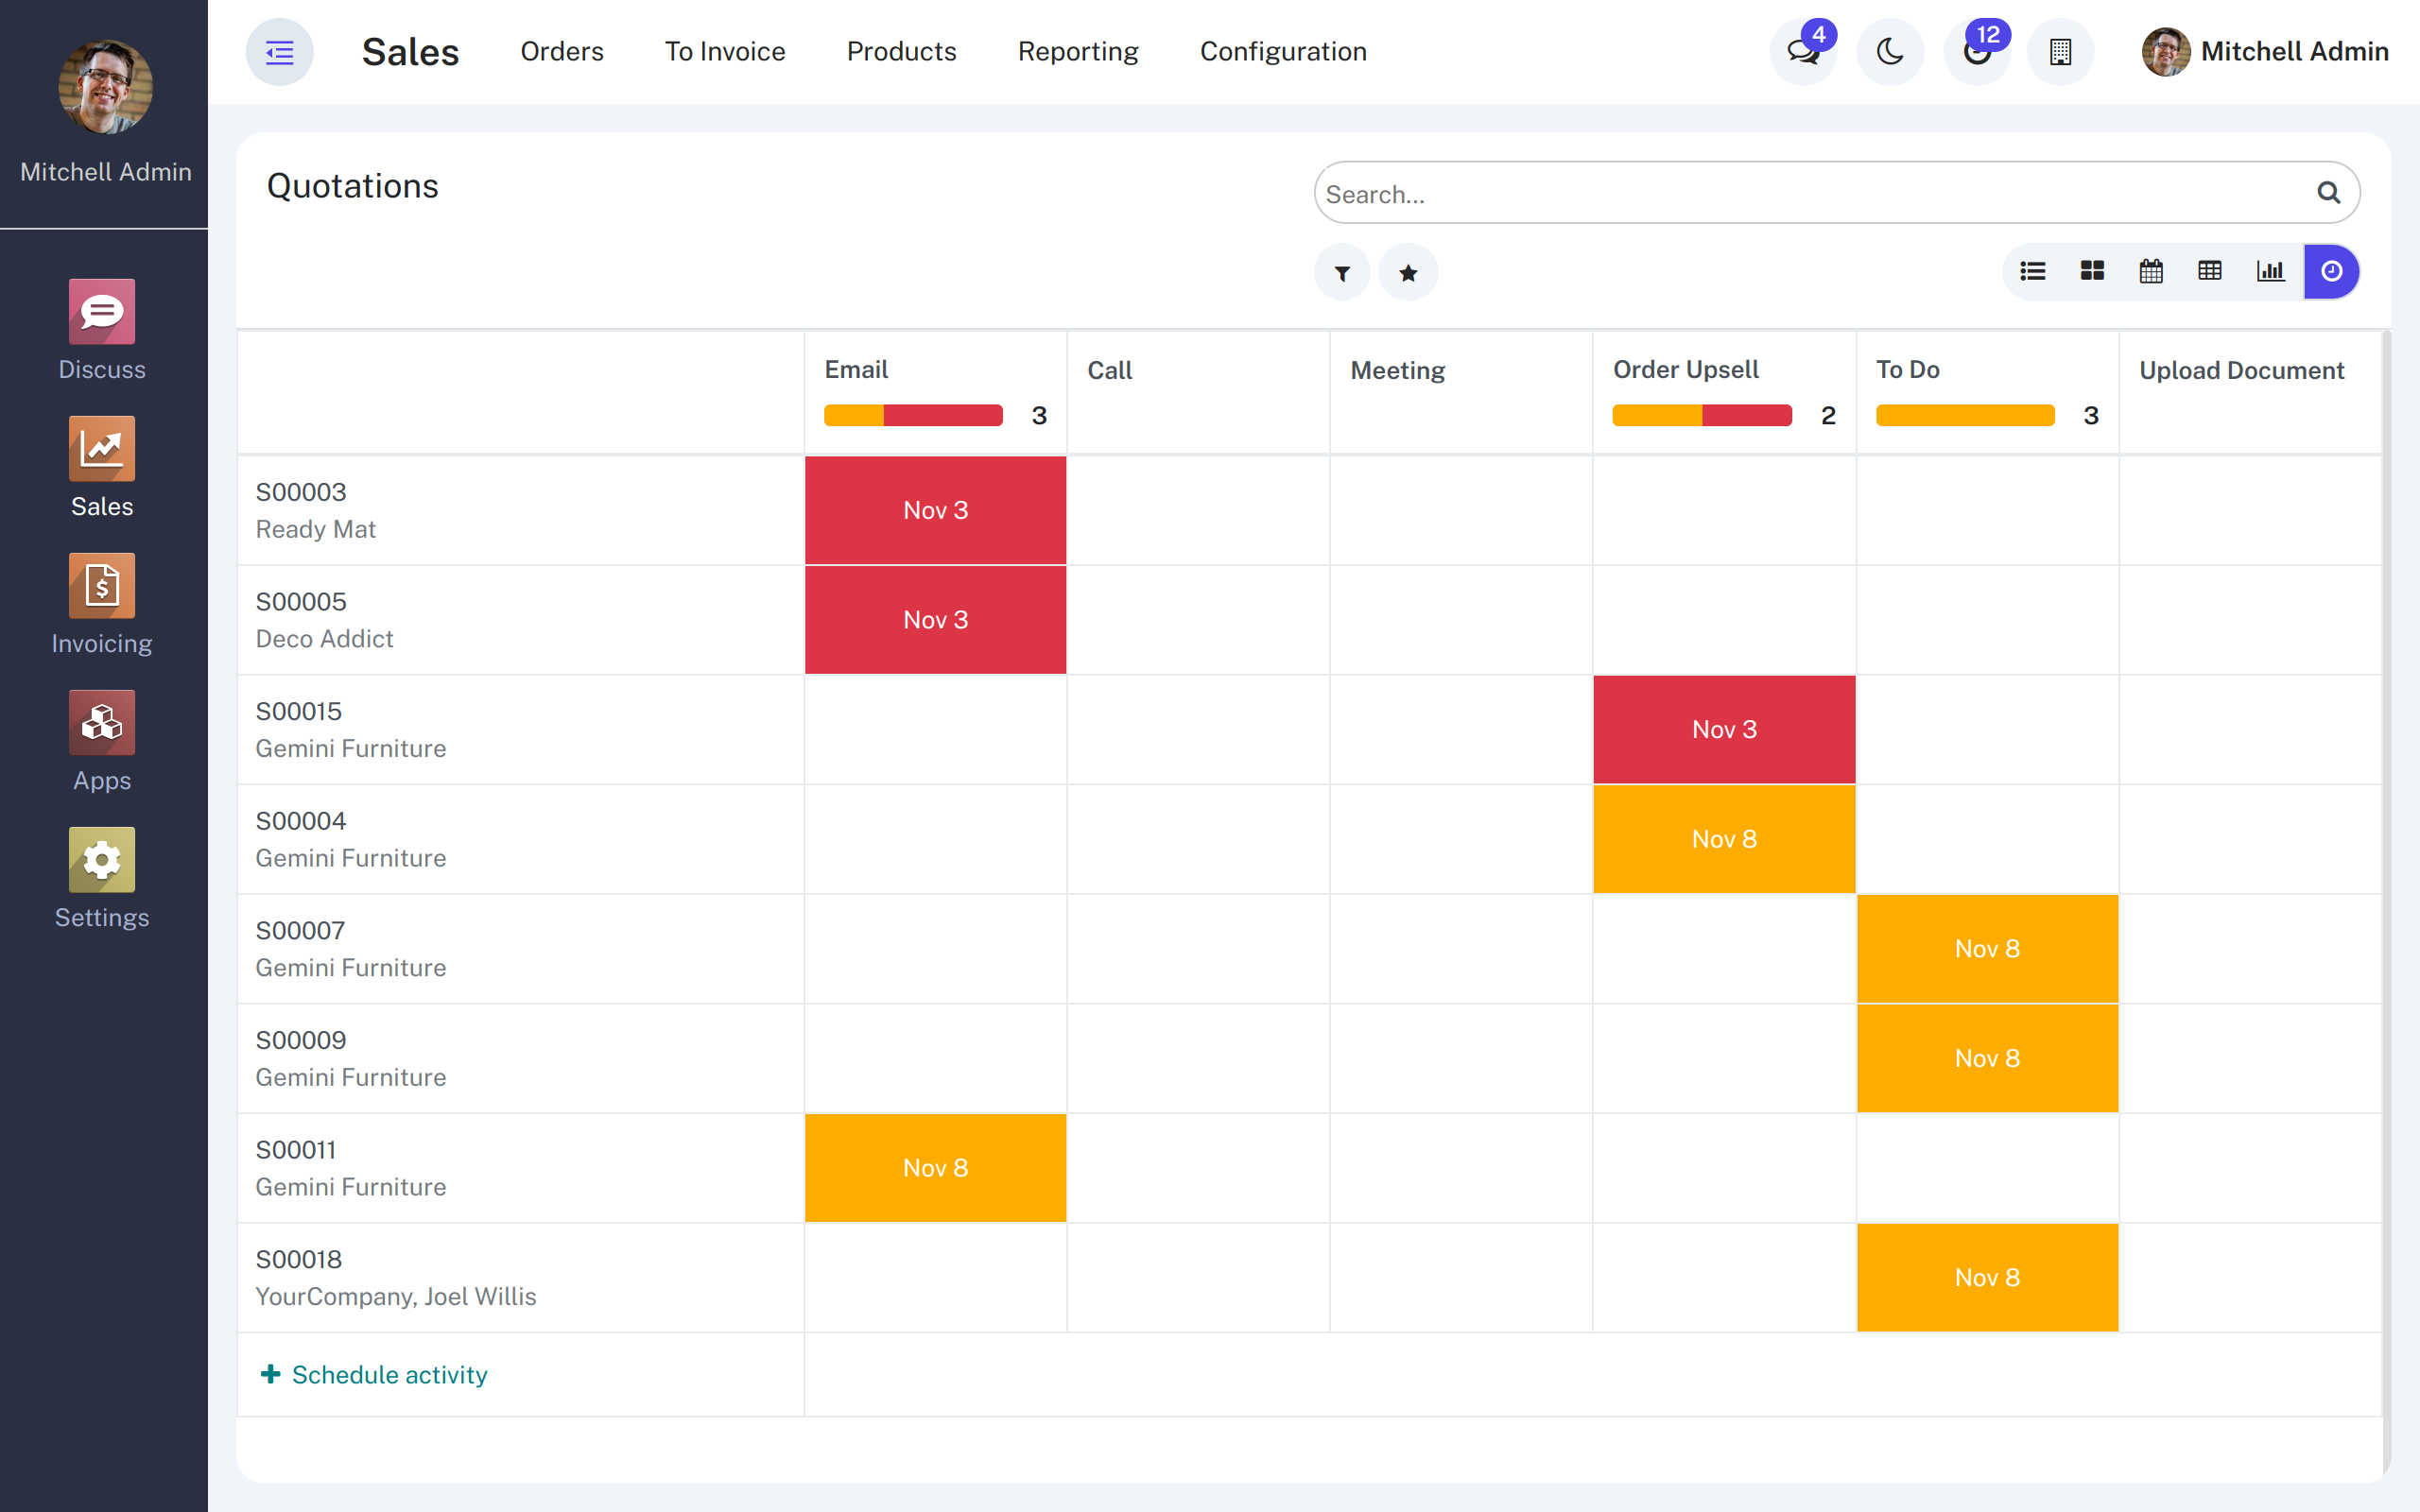 Mitchell Admin
Discuss
Sales
Invoicing
Apps
Settings
Sales Orders To Invoice Products Reporting Configuration 4 12 Mitchell Admin
Quotations
Search...
Email Call Meeting Order Upsell To Do Upload Document
3 2 3
S00003
Ready Mat
Nov 3
S00005
Deco Addict
Nov 3
S00015
Gemini Furniture
Nov 3
S00004
Gemini Furniture
Nov 8
S00007
Gemini Furniture
Nov 8
S00009
Gemini Furniture
Nov 8
S00011
Gemini Furniture
Nov 8
S00018
YourCompany, Joel Willis
Nov 8
Schedule activity